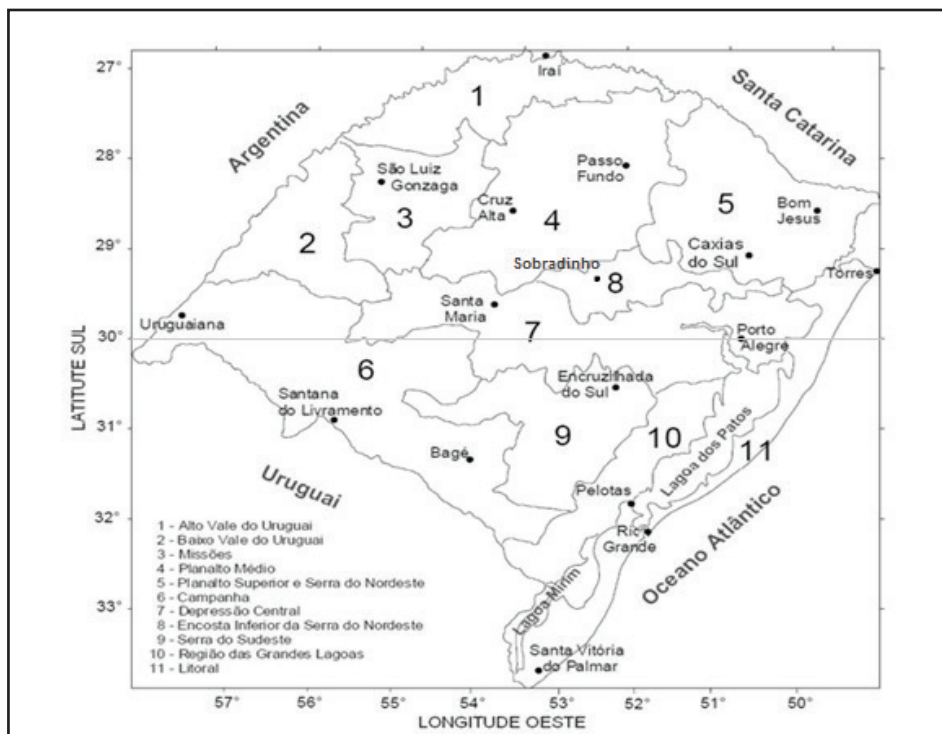 27°
28°
29°
30°
31°
32°
33°
LATITUTE SUL
57°
56°
55°
54°
53°
52°
51°
50°
LONGITUDE OESTE
Argentina
Santa Catarina
Uruguai
Oceano Atlântico
Lagoa dos Patos
Lagoa Mirim
Iraí
1
São Luiz
Gonzaga
Passo
Fundo
Cruz
Alta
Bom
Jesus
5
3
4
2
Caxias
do Sul
Sobradinho
8
Torres
Santa
Maria
Uruguaiana
7
Porto
Alegre
6
Encruzilhada
do Sul
Santana
do Livramento
9
10
11
Bagé
Pelotas
Rio
Grande
Santa Vitória
do Palmar
1 - Alto Vale do Uruguai
2 - Baixo Vale do Uruguai
3 - Missões
4 - Planalto Médio
5 - Planalto Superior e Serra do Nordeste
6 - Campanha
7 - Depressão Central
8 - Encosta Inferior da Serra do Nordeste
9 - Serra do Sudeste
10 - Região das Grandes Lagoas
11 - Litoral